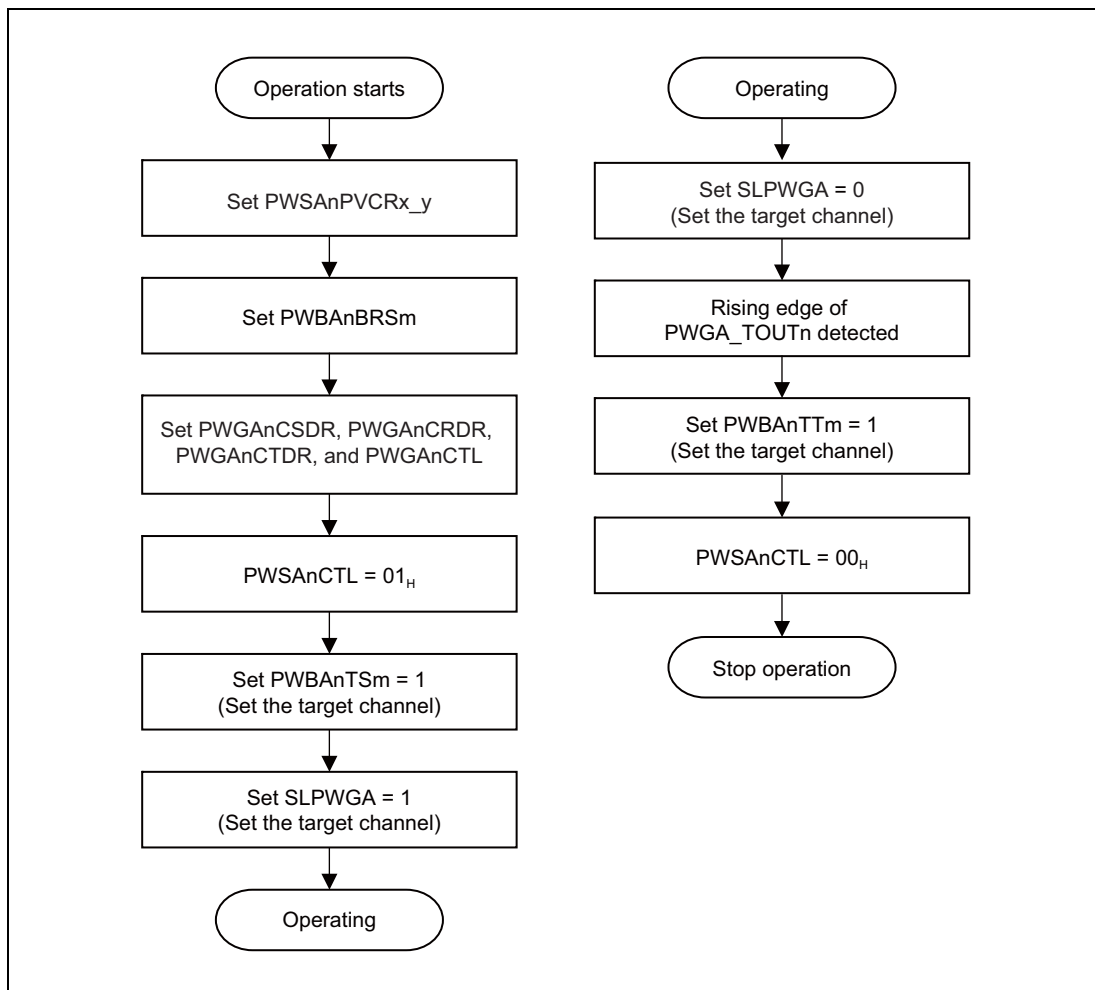 Operation starts
Set PWSAnPVCRx_y
Set PWBAnBRSm
Set PWGAnCSDR, PWGAnCRDR,
PWGAnCTDR, and PWGAnCTL
PWSAnCTL = 01H
Set PWBAnTSm = 1
(Set the target channel)
Set SLPWGA = 1
(Set the target channel)
Operating
Operating
Set SLPWGA = 0
(Set the target channel)
Rising edge of
PWGA_TOUTn detected
Set PWBAnTTm = 1
(Set the target channel)
PWSAnCTL = 00H
Stop operation